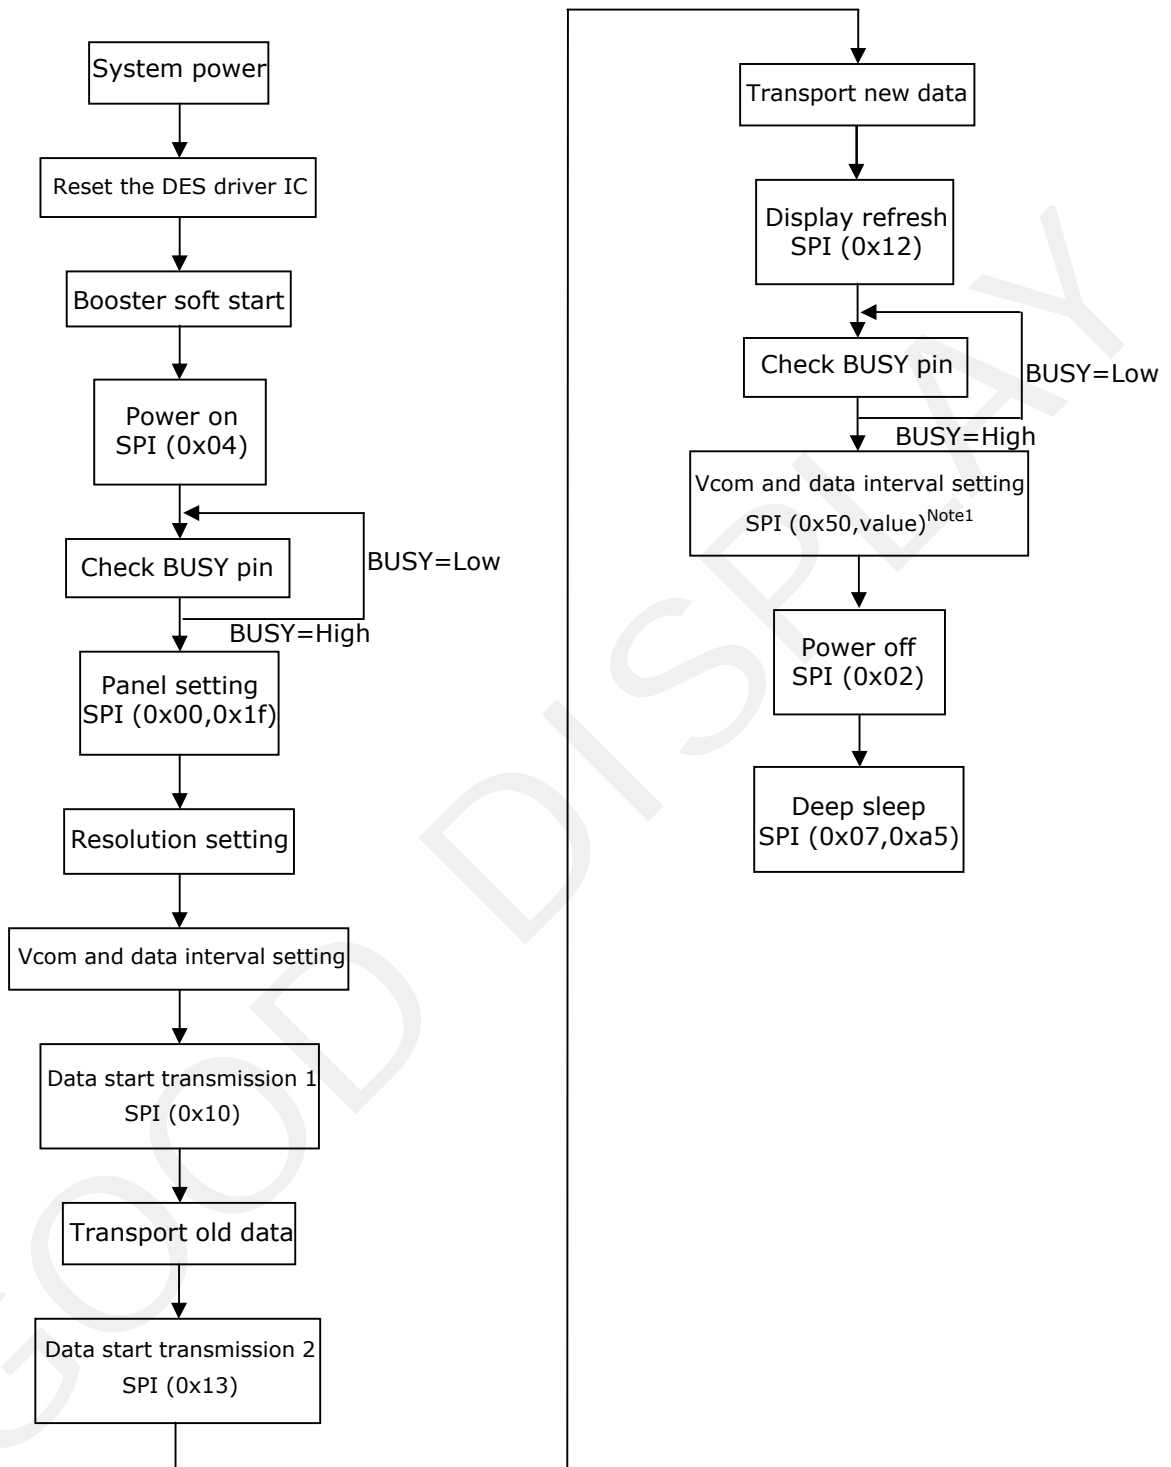 System power
Reset the DES driver IC
Booster soft start
Power on
SPI (0x04)
Check BUSY pin
BUSY=Low
BUSY=High
Panel setting
SPI (0x00,0x1f)
Resolution setting
Vcom and data interval setting
Data start transmission 1
SPI (0x10)
Transport old data
Data start transmission 2
SPI (0x13)
Transport new data
Display refresh
SPI (0x12)
Check BUSY pin
BUSY=Low
BUSY=High
Vcom and data interval setting
SPI (0x50,value)Note1
Power off
SPI (0x02)
Deep sleep
SPI (0x07,0xa5)
GOOD DISPLAY